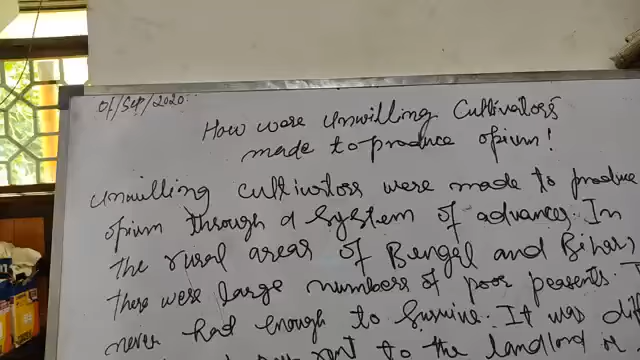 01/Sep/2020
How were unwilling Cultivators
made to produce opium!
unwilling cultivators were made to produce
opium through a system of advances. In
the rural areas of Bengal and Bihar,
there were large numbers of poor peasents. T
never had enough to survive. It was dif
rent to the landlord o